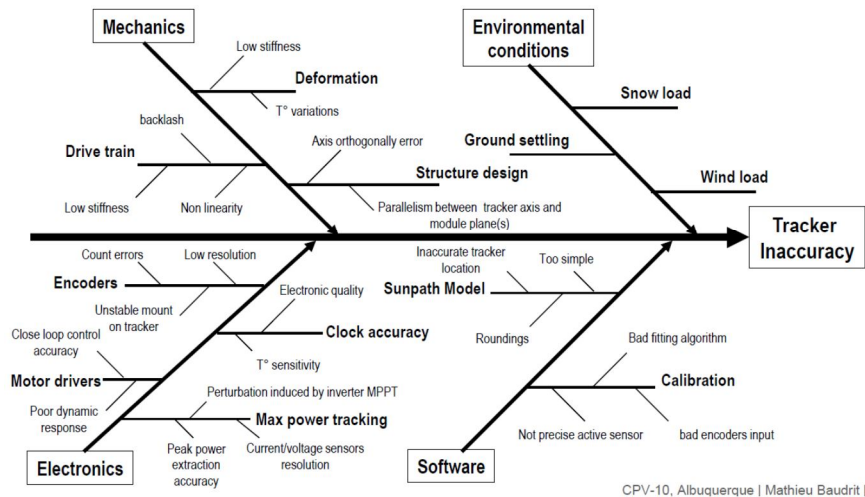 Mechanics
Environmental
conditions
Low stiffness
Deformation
T° variations
Snow load
backlash
Ground settling
Drive train
Axis orthogonally error
Structure design
Wind load
Low stiffness
Non linearity
Parallelism between tracker axis and
module plane(s)
Tracker
Inaccuracy
Count errors
Low resolution
Inaccurate tracker
location
Too simple
Encoders
Electronic quality
Sunpath Model
Unstable mount
on tracker
Clock accuracy
Roundings
Close loop control
accuracy
Bad fitting algorithm
T° sensitivity
Motor drivers
Calibration
Perturbation induced by inverter MPPT
Poor dynamic
response
Max power tracking
Not precise active sensor
bad encoders input
Peak power
extraction
accuracy
Current/voltage sensors
resolution
Electronics
Software
CPV-10, Albuquerque | Mathieu Baudrit |